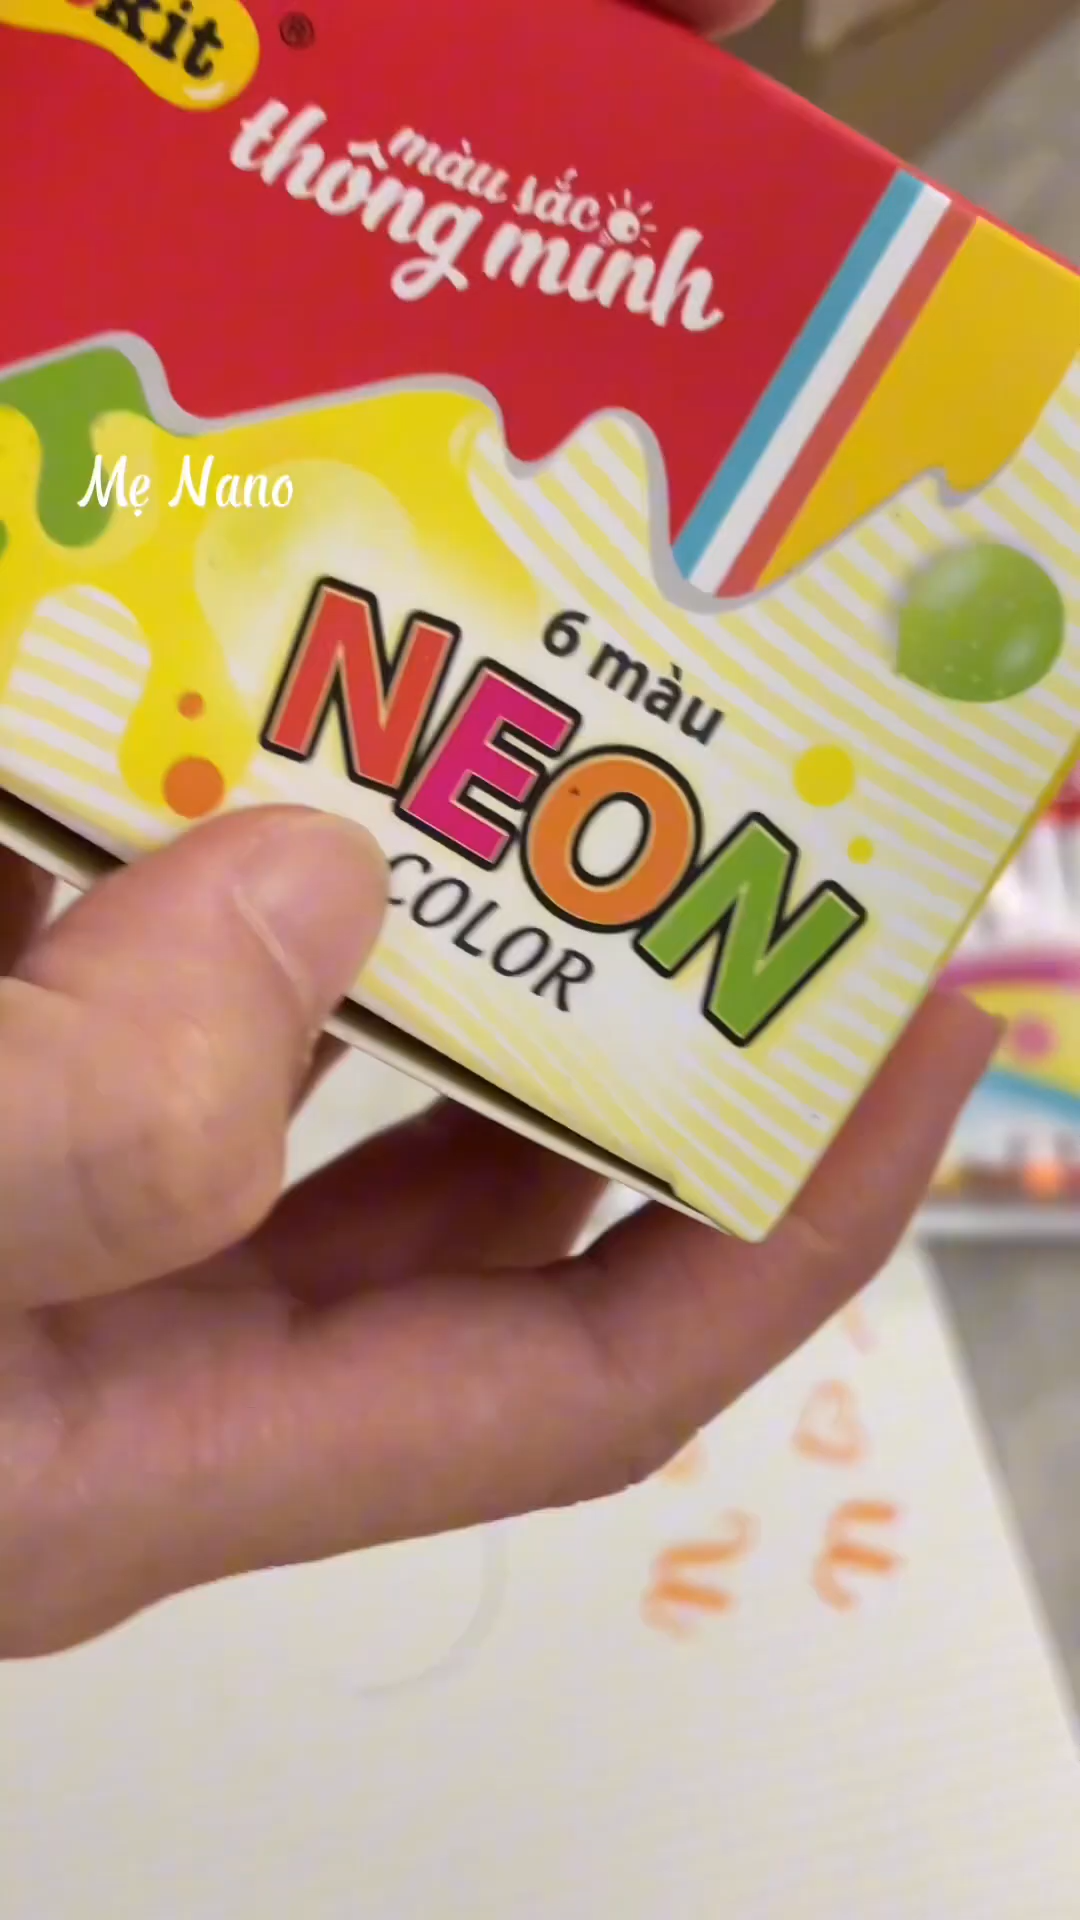 kit ®
màu sắc
thông minh
Mẹ Nano
6 màu
NEON
COLOR